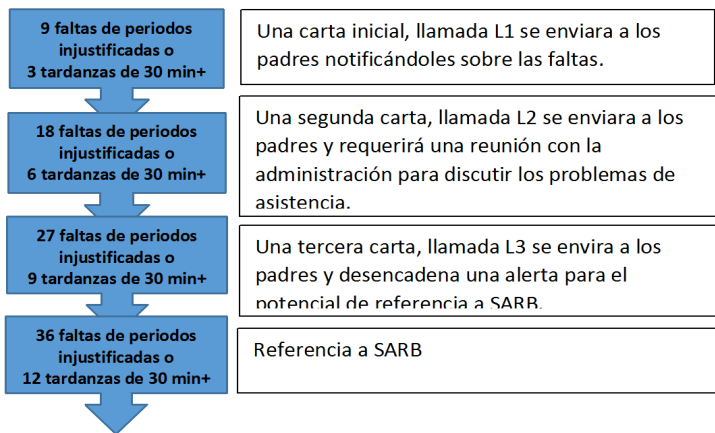 9 faltas de periodos
injustificadas o
3 tardanzas de 30 min+
Una carta inicial, llamada L1 se enviara a los
padres notificándoles sobre las faltas.
18 faltas de periodos
injustificadas o
6 tardanzas de 30 min+
Una segunda carta, llamada L2 se enviara a los
padres y requerirá una reunión con la
administración para discutir los problemas de
asistencia.
27 faltas de periodos
injustificadas o
9 tardanzas de 30 min+
Una tercera carta, llamada L3 se envira a los
padres y desencadena una alerta para el
potencial de referencia a SARB.
36 faltas de periodos
injustificadas o
12 tardanzas de 30 min+
Referencia a SARB